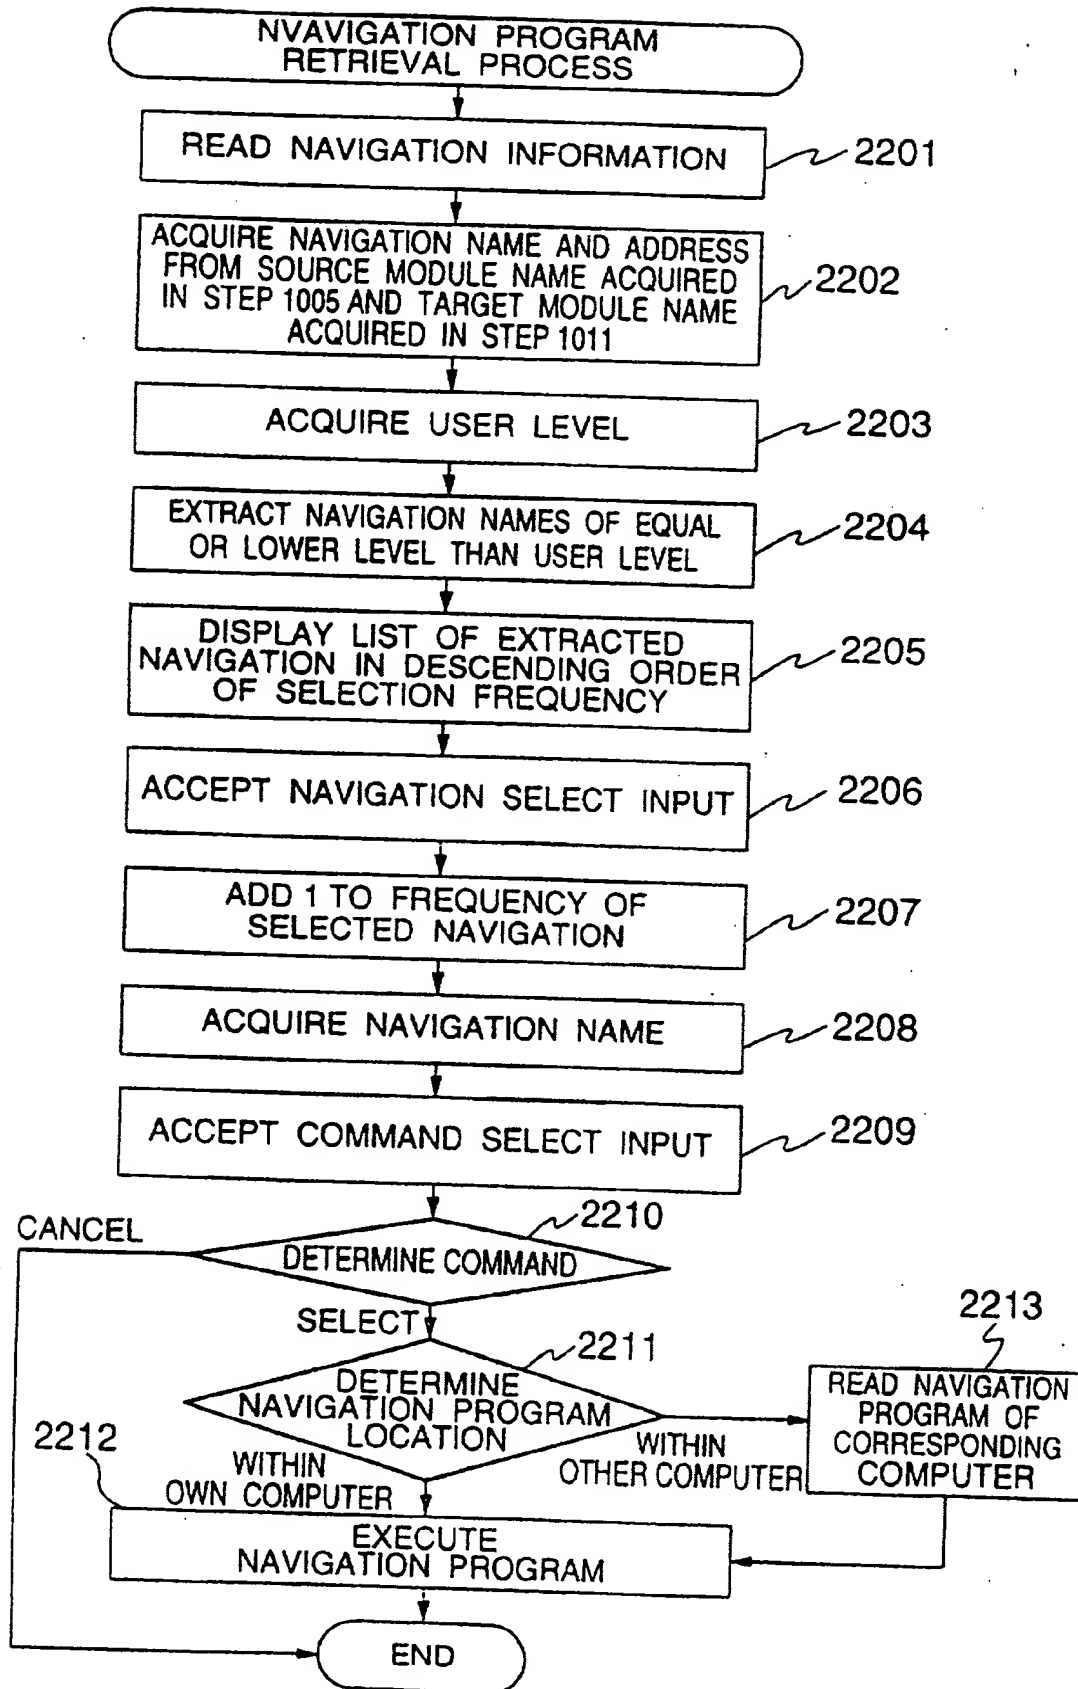 NVAVIGATION PROGRAM
RETRIEVAL PROCESS
READ NAVIGATION INFORMATION
2201
ACQUIRE NAVIGATION NAME AND ADDRESS
FROM SOURCE MODULE NAME ACQUIRED
IN STEP 1005 AND TARGET MODULE NAME
ACQUIRED IN STEP 1011
2202
ACQUIRE USER LEVEL
2203
EXTRACT NAVIGATION NAMES OF EQUAL
OR LOWER LEVEL THAN USER LEVEL
2204
DISPLAY LIST OF EXTRACTED
NAVIGATION IN DESCENDING ORDER
OF SELECTION FREQUENCY
2205
ACCEPT NAVIGATION SELECT INPUT
2206
ADD 1 TO FREQUENCY OF
SELECTED NAVIGATION
2207
ACQUIRE NAVIGATION NAME
2208
ACCEPT COMMAND SELECT INPUT
2209
2210
CANCEL
DETERMINE COMMAND
SELECT
2211
DETERMINE
NAVIGATION PROGRAM
LOCATION
2213
READ NAVIGATION
PROGRAM OF
CORRESPONDING
COMPUTER
2212
WITHIN
OWN COMPUTER
WITHIN
OTHER COMPUTER
EXECUTE
NAVIGATION PROGRAM
END